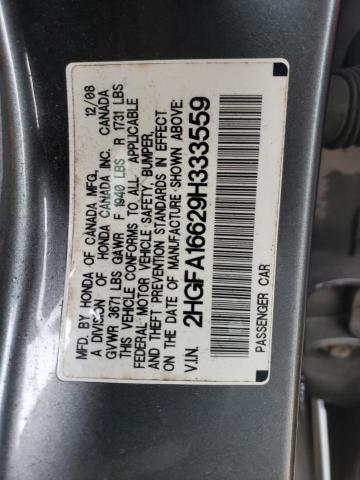 MFD. BY HONDA OF CANADA MFG. 12/08
A DIVISION OF HONDA CANADA INC. CANADA
GVWR 3671 LBS GAWR F 1940 LBS R 1731 LBS
THIS VEHICLE CONFORMS TO ALL APPLICABLE
FEDERAL MOTOR VEHICLE SAFETY, BUMPER,
AND THEFT PREVENTION STANDARDS IN EFFECT
ON THE DATE OF MANUFACTURE SHOWN ABOVE.
V.I.N. 2HGFA16629H333559
PASSENGER CAR